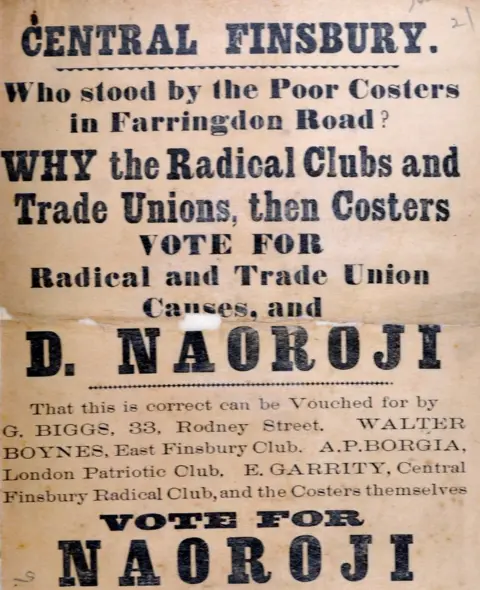 CENTRAL FINSBURY.
Who stood by the Poor Costers
in Farringdon Road?
WHY the Radical Clubs and
Trade Unions, then Costers
VOTE FOR
Radical and Trade Union
Causes, and
D. NAOROJI
That this is correct can be Vouched for by
G. BIGGS, 33, Rodney Street. WALTER
BOYNES, East Finsbury Club. A.P.BORGIA,
London Patriotic Club. E. GARRITY, Central
Finsbury Radical Club, and the Costers themselves
VOTE FOR
NAOROJI